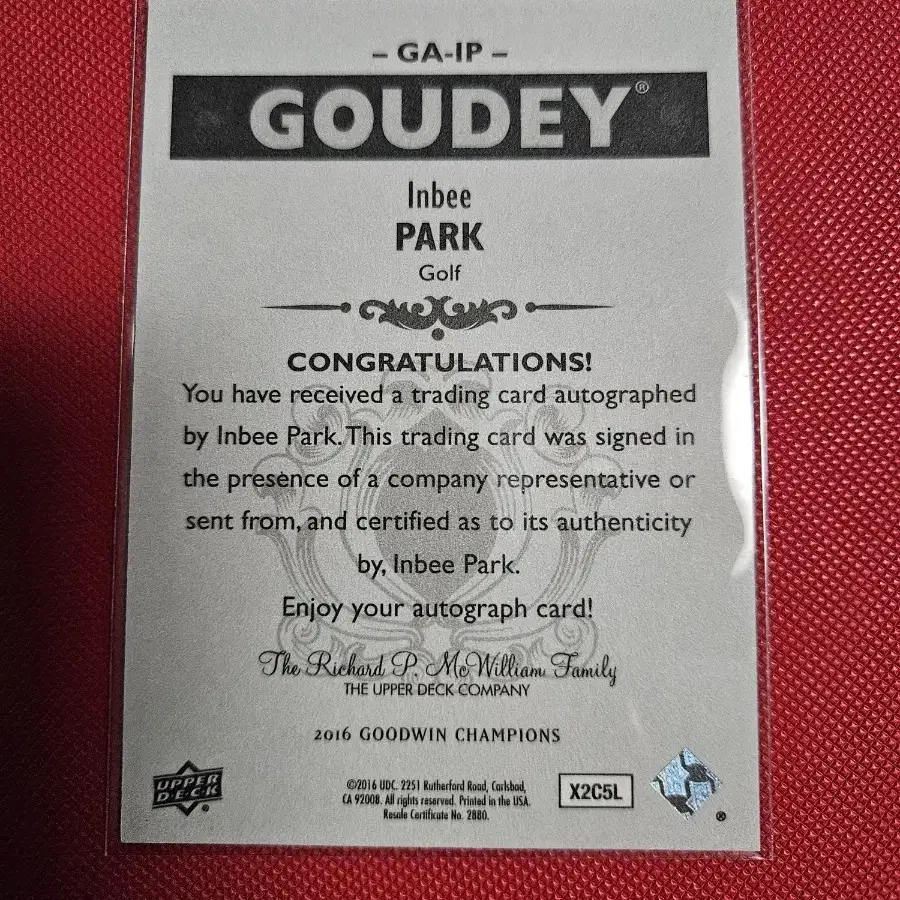 – GA-IP –
GOUDEY®
Inbee
PARK
Golf
CONGRATULATIONS!
You have received a trading card autographed
by Inbee Park. This trading card was signed in
the presence of a company representative or
sent from, and certified as to its authenticity
by, Inbee Park.
Enjoy your autograph card!
The Richard P. McWilliam Family
THE UPPER DECK COMPANY
2016 GOODWIN CHAMPIONS
UPPER
DECK
®
©2016 UDC. 2251 Rutherford Road, Carlsbad,
CA 92008. All rights reserved. Printed in the USA.
Resale Certificate No. 2880.
X2C5L
®